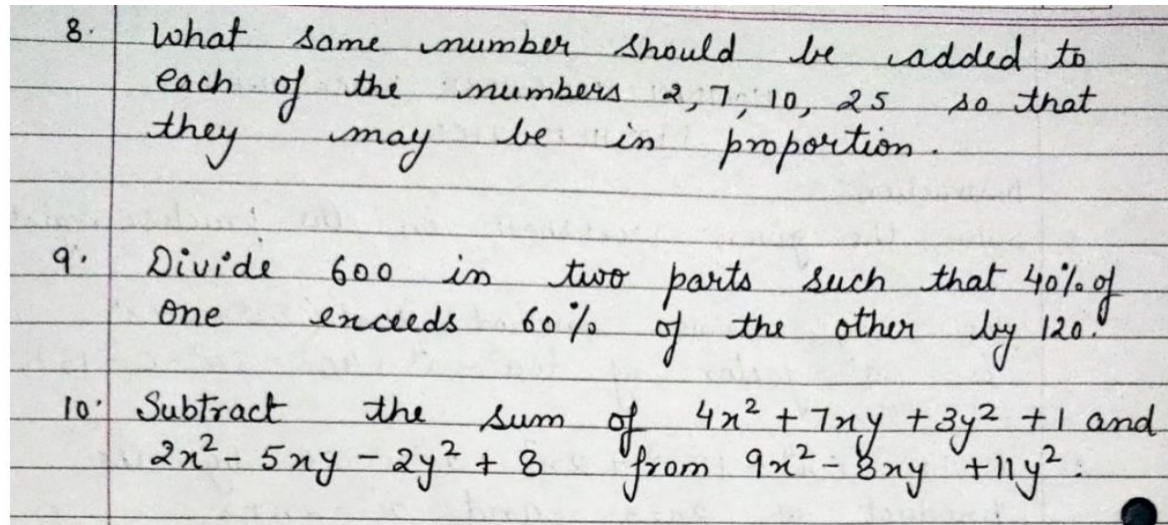 8. What same number should be added to
each of the numbers 2, 7, 10, 25 so that
they may be in proportion.
9. Divide 600 in two parts such that 40% of
one exceeds 60% of the other by 120.
10. Subtract the sum of 4x² + 7xy + 3y² + 1 and
2x² - 5xy - 2y² + 8 from 9x² - 8xy + 11y².